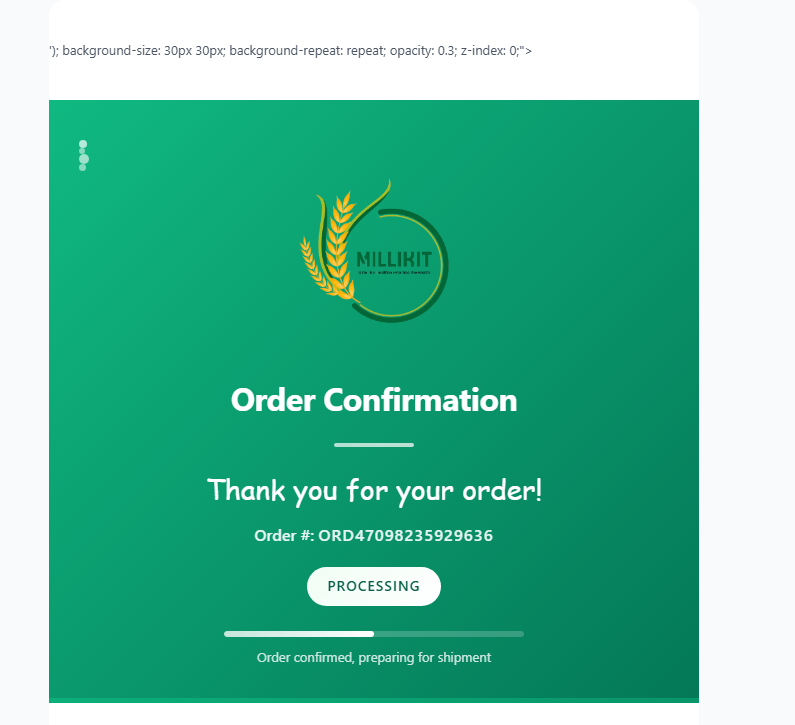 '); background-size: 30px 30px; background-repeat: repeat; opacity: 0.3; z-index: 0;">
MILLIKIT
Order Confirmation
Thank you for your order!
Order #: ORD47098235929636
PROCESSING
Order confirmed, preparing for shipment